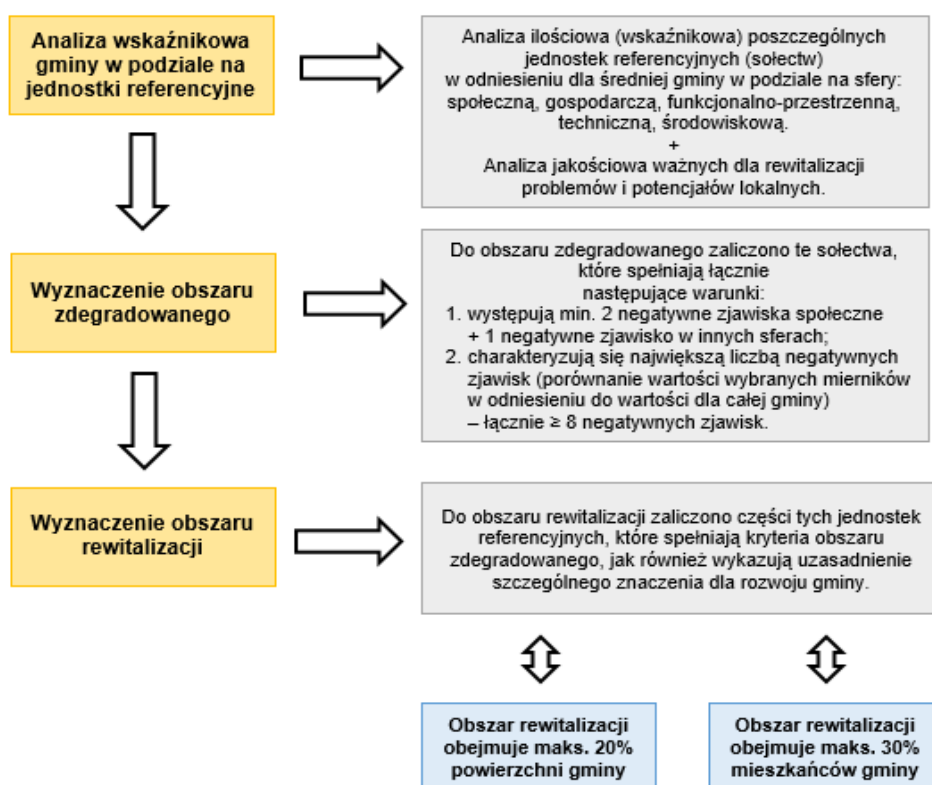 Analiza wskaźnikowa
gminy w podziale na
jednostki referencyjne
Analiza ilościowa (wskaźnikowa) poszczególnych
jednostek referencyjnych (sołectw)
w odniesieniu dla średniej gminy w podziale na sfery:
społeczną, gospodarczą, funkcjonalno-przestrzenną,
techniczną, środowiskową.
+
Analiza jakościowa ważnych dla rewitalizacji
problemów i potencjałów lokalnych.
Wyznaczenie obszaru
zdegradowanego
Do obszaru zdegradowanego zaliczono te sołectwa,
które spełniają łącznie
następujące warunki:
1. występują min. 2 negatywne zjawiska społeczne
+ 1 negatywne zjawisko w innych sferach;
2. charakteryzują się największą liczbą negatywnych
zjawisk (porównanie wartości wybranych mierników
w odniesieniu do wartości dla całej gminy)
– łącznie ≥ 8 negatywnych zjawisk.
Wyznaczenie obszaru
rewitalizacji
Do obszaru rewitalizacji zaliczono części tych jednostek
referencyjnych, które spełniają kryteria obszaru
zdegradowanego, jak również wykazują uzasadnienie
szczególnego znaczenia dla rozwoju gminy.
Obszar rewitalizacji
obejmuje maks. 20%
powierzchni gminy
Obszar rewitalizacji
obejmuje maks. 30%
mieszkańców gminy